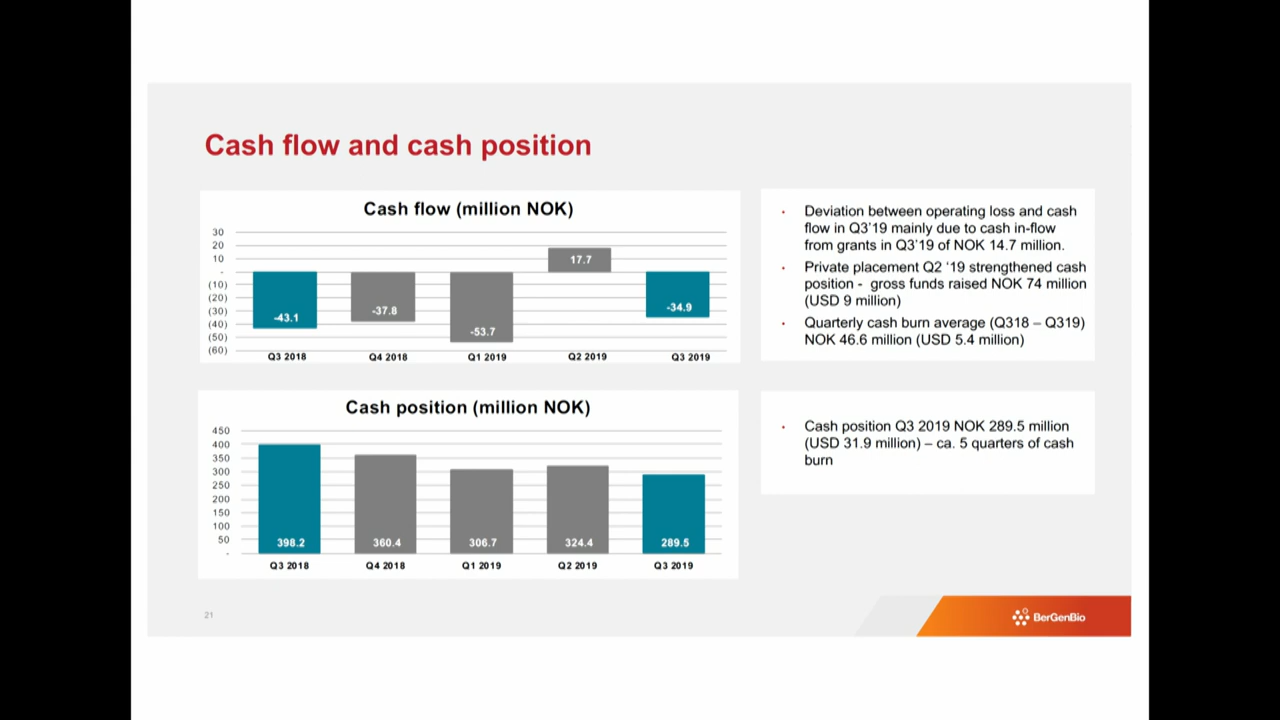 Cash flow and cash position
Cash flow (million NOK)
30
20
10
-
(10)
(20)
(30)
(40)
(50)
(60)
-43.1
-37.8
-53.7
17.7
-34.9
Q3 2018
Q4 2018
Q1 2019
Q2 2019
Q3 2019
• Deviation between operating loss and cash
flow in Q3'19 mainly due to cash in-flow
from grants in Q3'19 of NOK 14.7 million.
• Private placement Q2 ‘19 strengthened cash
position - gross funds raised NOK 74 million
(USD 9 million)
• Quarterly cash burn average (Q318 – Q319)
NOK 46.6 million (USD 5.4 million)
Cash position (million NOK)
450
400
350
300
250
200
150
100
50
-
398.2
360.4
306.7
324.4
289.5
Q3 2018
Q4 2018
Q1 2019
Q2 2019
Q3 2019
• Cash position Q3 2019 NOK 289.5 million
(USD 31.9 million) – ca. 5 quarters of cash
burn
21
BerGenBio